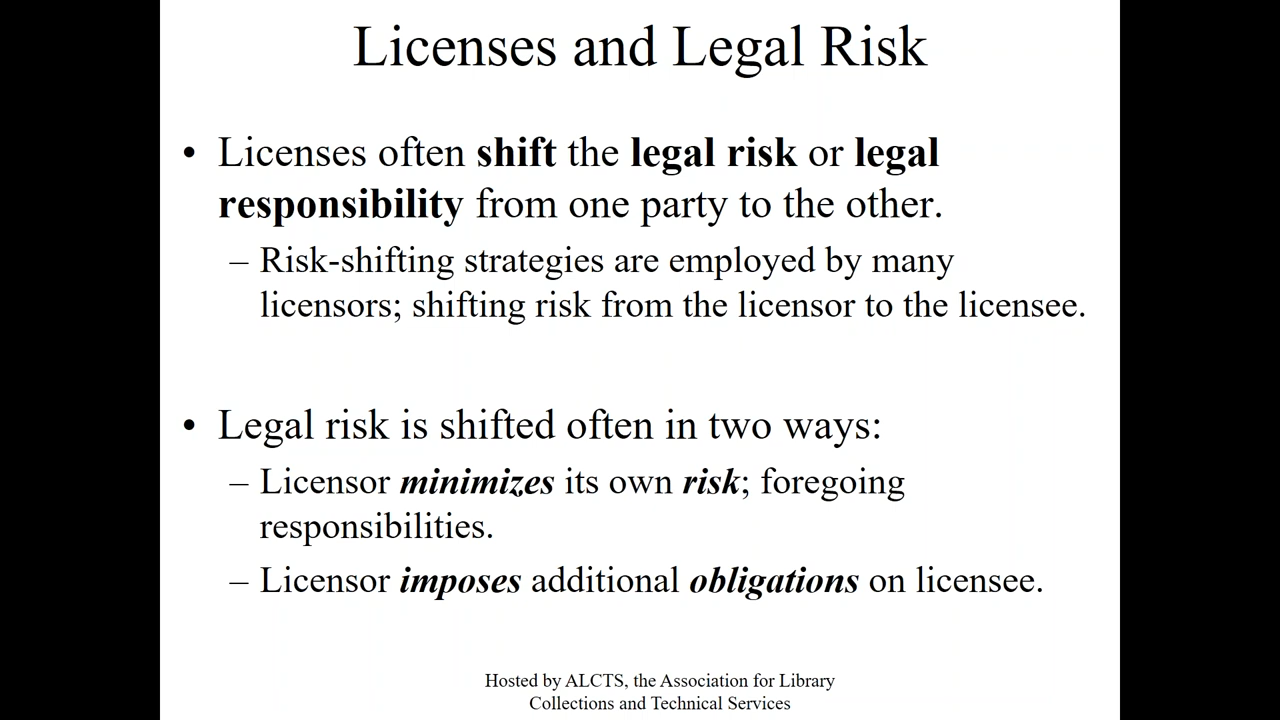 Licenses and Legal Risk
• Licenses often shift the legal risk or legal
responsibility from one party to the other.
– Risk-shifting strategies are employed by many
licensors; shifting risk from the licensor to the licensee.
• Legal risk is shifted often in two ways:
– Licensor minimizes its own risk; foregoing
responsibilities.
– Licensor imposes additional obligations on licensee.
Hosted by ALCTS, the Association for Library
Collections and Technical Services